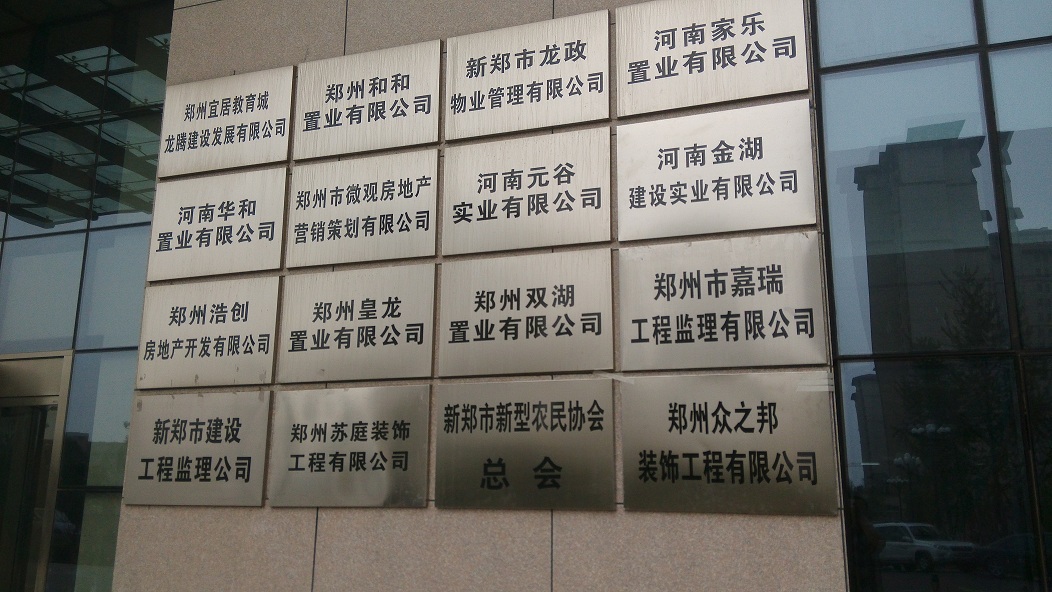 郑州宜居教育城
龙腾建设发展有限公司
郑州和和
置业有限公司
新郑市龙政
物业管理有限公司
河南家乐
置业有限公司
河南华和
置业有限公司
郑州市微观房地产
营销策划有限公司
河南元谷
实业有限公司
河南金湖
建设实业有限公司
郑州浩创
房地产开发有限公司
郑州皇龙
置业有限公司
郑州双湖
置业有限公司
郑州市嘉瑞
工程监理有限公司
新郑市建设
工程监理公司
郑州苏庭装饰
工程有限公司
新郑市新型农民协会
总会
郑州众之邦
装饰工程有限公司